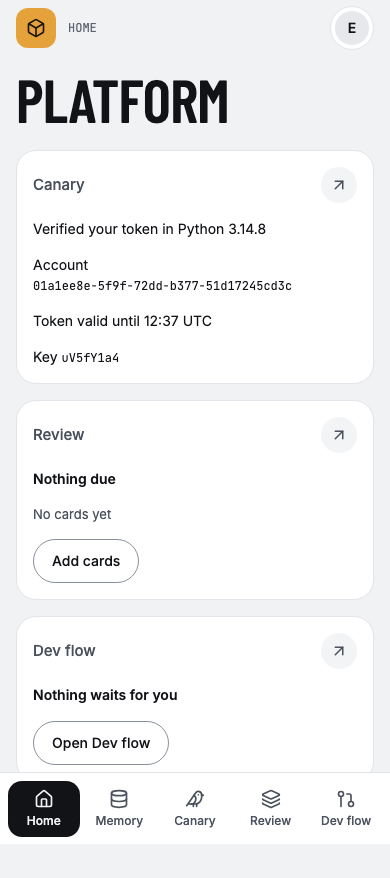 HOME
E
PLATFORM
Canary
Verified your token in Python 3.14.8
Account
01a1ee8e-5f9f-72dd-b377-51d17245cd3c
Token valid until 12:37 UTC
Key uV5fY1a4
Review
Nothing due
No cards yet
Add cards
Dev flow
Nothing waits for you
Open Dev flow
Home
Memory
Canary
Review
Dev flow